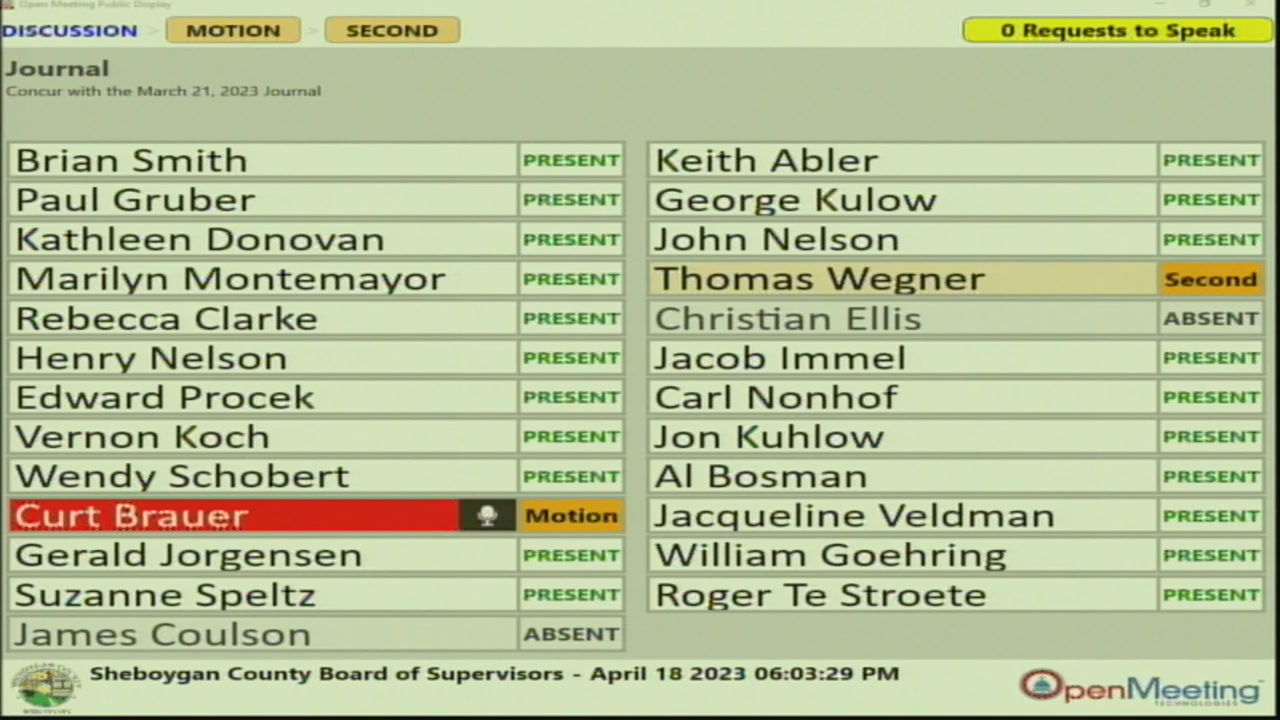 Open Meeting Public Display
DISCUSSION > MOTION > SECOND
0 Requests to Speak
Journal
Concur with the March 21, 2023 Journal
Brian Smith PRESENT
Paul Gruber PRESENT
Kathleen Donovan PRESENT
Marilyn Montemayor PRESENT
Rebecca Clarke PRESENT
Henry Nelson PRESENT
Edward Procek PRESENT
Vernon Koch PRESENT
Wendy Schobert PRESENT
Curt Brauer Motion
Gerald Jorgensen PRESENT
Suzanne Speltz PRESENT
James Coulson ABSENT
Keith Abler PRESENT
George Kulow PRESENT
John Nelson PRESENT
Thomas Wegner Second
Christian Ellis ABSENT
Jacob Immel PRESENT
Carl Nonhof PRESENT
Jon Kuhlow PRESENT
Al Bosman PRESENT
Jacqueline Veldman PRESENT
William Goehring PRESENT
Roger Te Stroete PRESENT
Sheboygan County Board of Supervisors - April 18 2023 06:03:29 PM
OpenMeeting
TECHNOLOGIES